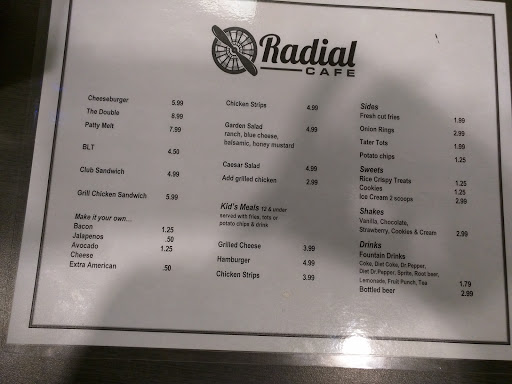 Radial
CAFE
Cheeseburger 5.99
The Double 8.99
Patty Melt 7.99
BLT 4.50
Club Sandwich 4.99
Grill Chicken Sandwich 5.99
Make it your own...
Bacon 1.25
Jalapenos .50
Avocado 1.25
Cheese
Extra American .50
Chicken Strips 4.99
Garden Salad 4.99
ranch, blue cheese,
balsamic, honey mustard
Caesar Salad 4.99
Add grilled chicken 2.99
Kid's Meals 12 & under
served with fries, tots or
potato chips & drink
Grilled Cheese 3.99
Hamburger 4.99
Chicken Strips 3.99
Sides
Fresh cut fries 1.99
Onion Rings 2.99
Tater Tots 1.99
Potato chips 1.25
Sweets
Rice Crispy Treats 1.25
Cookies 1.25
Ice Cream 2 scoops 2.99
Shakes
Vanilla, Chocolate,
Strawberry, Cookies & Cream 2.99
Drinks
Fountain Drinks
Coke, Diet Coke, Dr.Pepper,
Diet Dr.Pepper, Sprite, Root beer,
Lemonade, Fruit Punch, Tea 1.79
Bottled beer 2.99